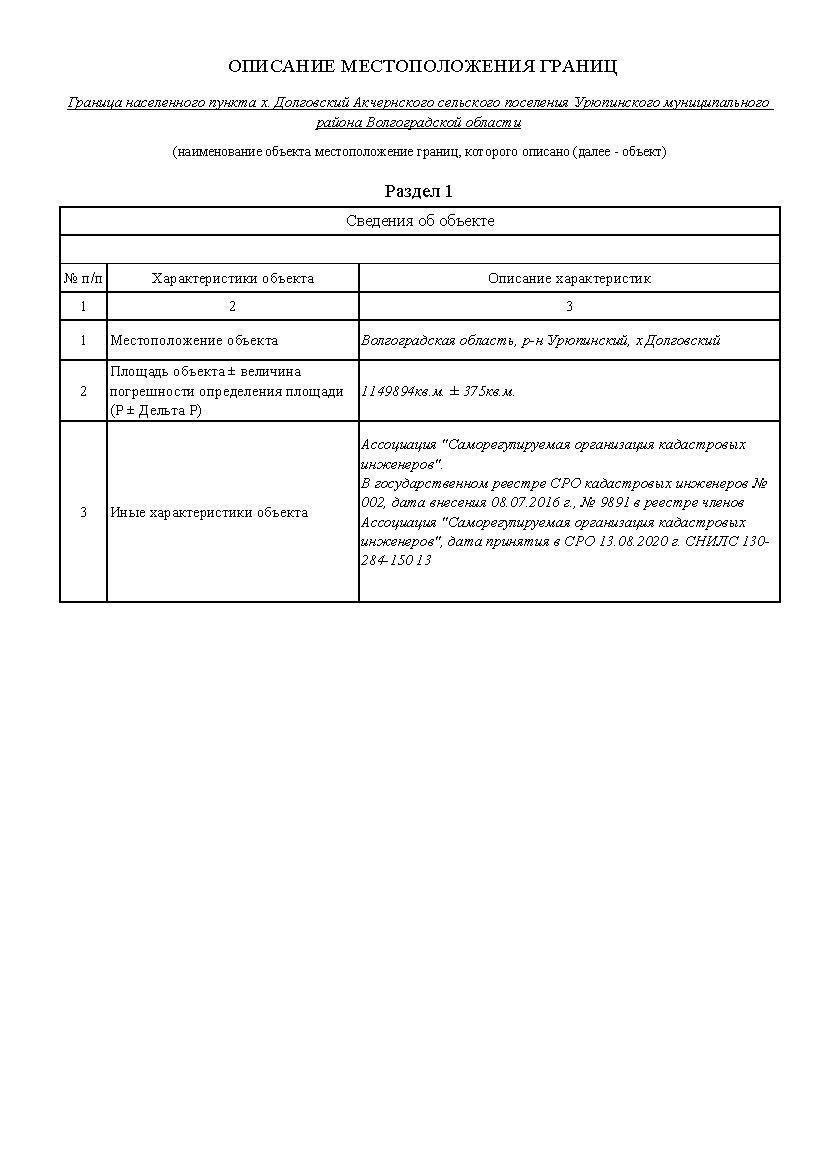 ОПИСАНИЕ МЕСТОПОЛОЖЕНИЯ ГРАНИЦ
Граница населенного пункта х. Долговский Акчернского сельского поселения Урюпинского муниципального
района Волгоградской области
(наименование объекта местоположение границ, которого описано (далее - объект)
Раздел 1
Сведения об объекте
№ п/п Характеристики объекта Описание характеристик
1 2 3
1 Местоположение объекта Волгоградская область, р-н Урюпинский, х Долговский
Площадь объекта ± величина
2 погрешности определения площади 1149894кв.м. ± 375кв.м.
(Р ± Дельта Р)
Ассоциация "Саморегулируемая организация кадастровых
инженеров".
В государственном реестре СРО кадастровых инженеров №
002, дата внесения 08.07.2016 г., № 9891 в реестре членов
3 Иные характеристики объекта
Ассоциация "Саморегулируемая организация кадастровых
инженеров", дата принятия в СРО 13.08.2020 г. СНИЛС 130-
284-150 13